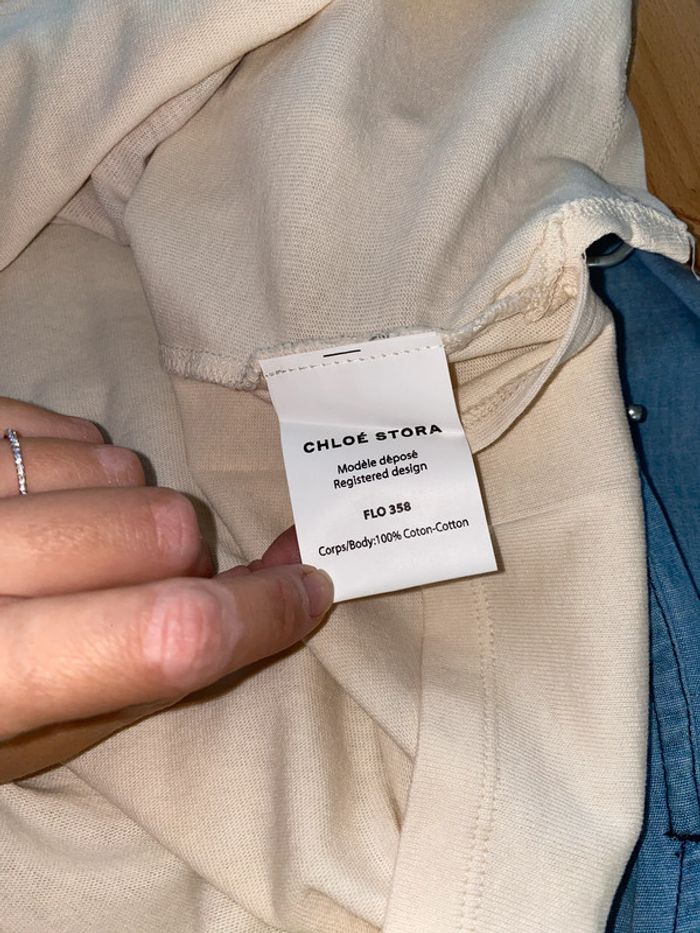 CHLOÉ STORA
Modèle déposé
Registered design
FLO 358
Corps/Body:100% Coton-Cotton